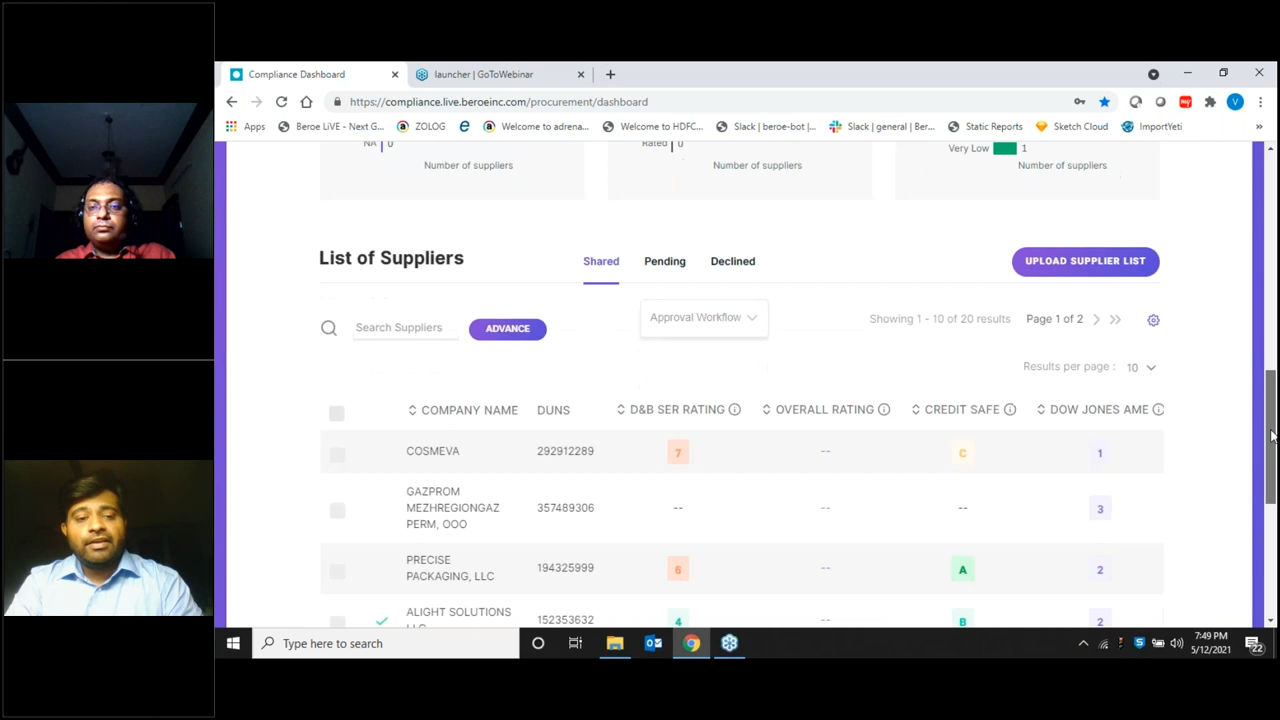 Compliance Dashboard
launcher | GoToWebinar
https://compliance.live.beroeinc.com/procurement/dashboard
Apps
Beroe LiVE - Next G...
ZOLOG
Welcome to adrena...
Welcome to HDFC...
Slack | beroe-bot |...
Slack | general | Ber...
Static Reports
Sketch Cloud
ImportYeti
NA 0
Rated 0
Very Low 1
Number of suppliers
Number of suppliers
Number of suppliers
List of Suppliers
Shared
Pending
Declined
UPLOAD SUPPLIER LIST
Search Suppliers
ADVANCE
Approval Workflow
Showing 1 - 10 of 20 results
Page 1 of 2
Results per page : 10
COMPANY NAME DUNS D&B SER RATING OVERALL RATING CREDIT SAFE DOW JONES AME
COSMEVA 292912289 7 -- C 1
GAZPROM
MEZHREGIONGAZ 357489306 -- -- -- 3
PERM, OOO
PRECISE
PACKAGING, LLC 194325999 6 -- A 2
ALIGHT SOLUTIONS
152353632 4 B 2
Type here to search
7:49 PM
5/12/2021
22